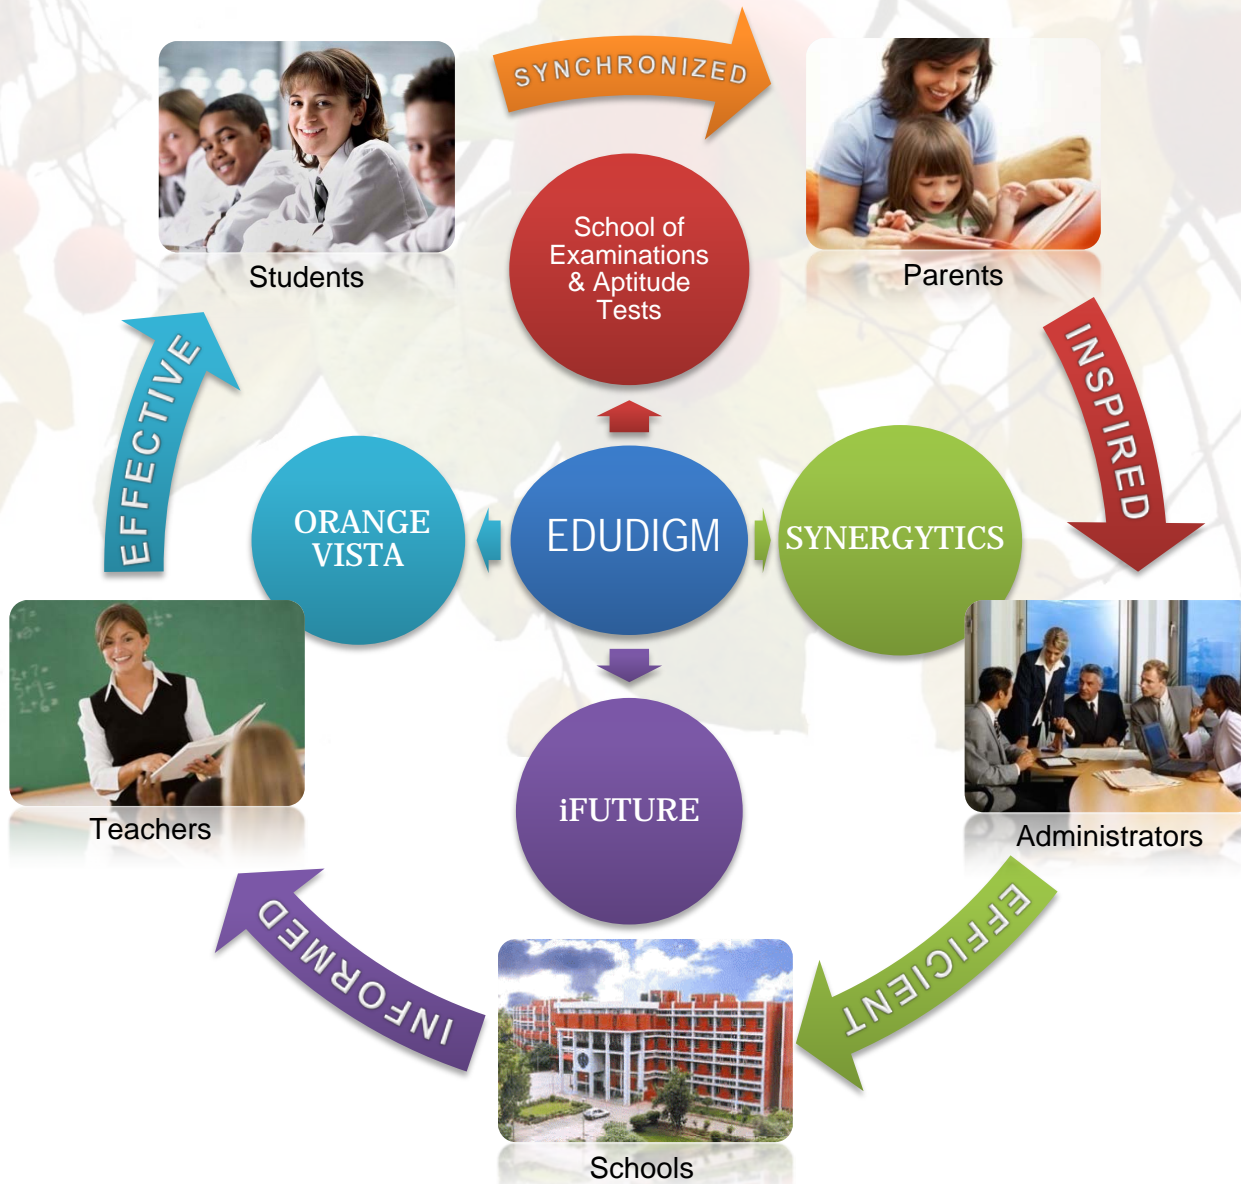 SYNCHRONIZED
Students
Parents
School of
Examinations
& Aptitude
Tests
EFFECTIVE
INSPIRED
ORANGE
VISTA
EDUDIGM
SYNERGYTICS
Teachers
iFUTURE
Administrators
INFORMED
EFFICIENT
Schools